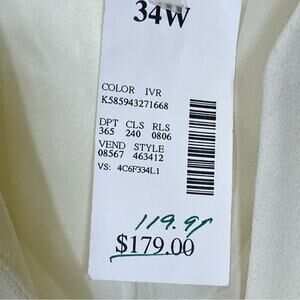 34W
COLOR IVR
K585943271668
DPT CLS RLS
365 240 0806
VEND STYLE
08567 463412
VS: 4C6F334L1
119.97
$179.00